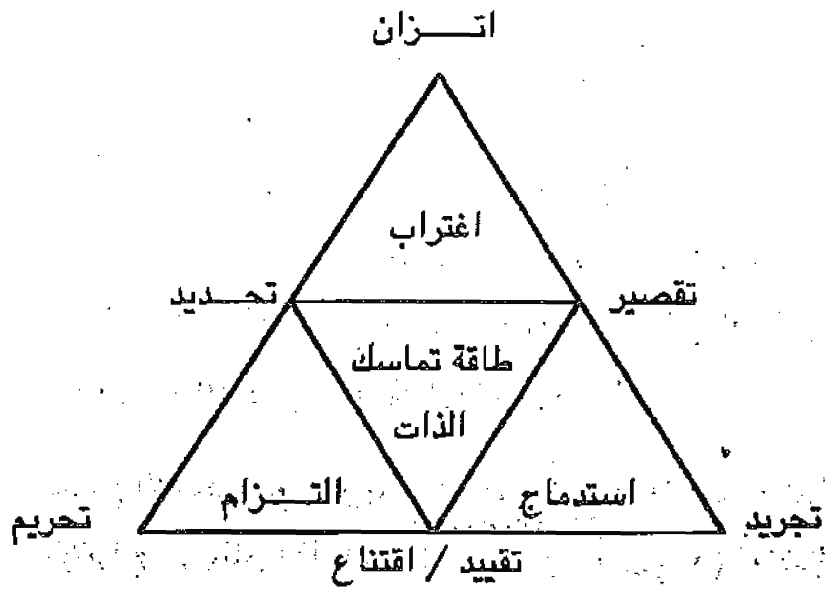 اتـــزان
اغتراب
تقصير
تحـديد
طاقة تماسك
الذات
استدماج
التـــزام
تجريد
تحريم
تقييد / اقتناع